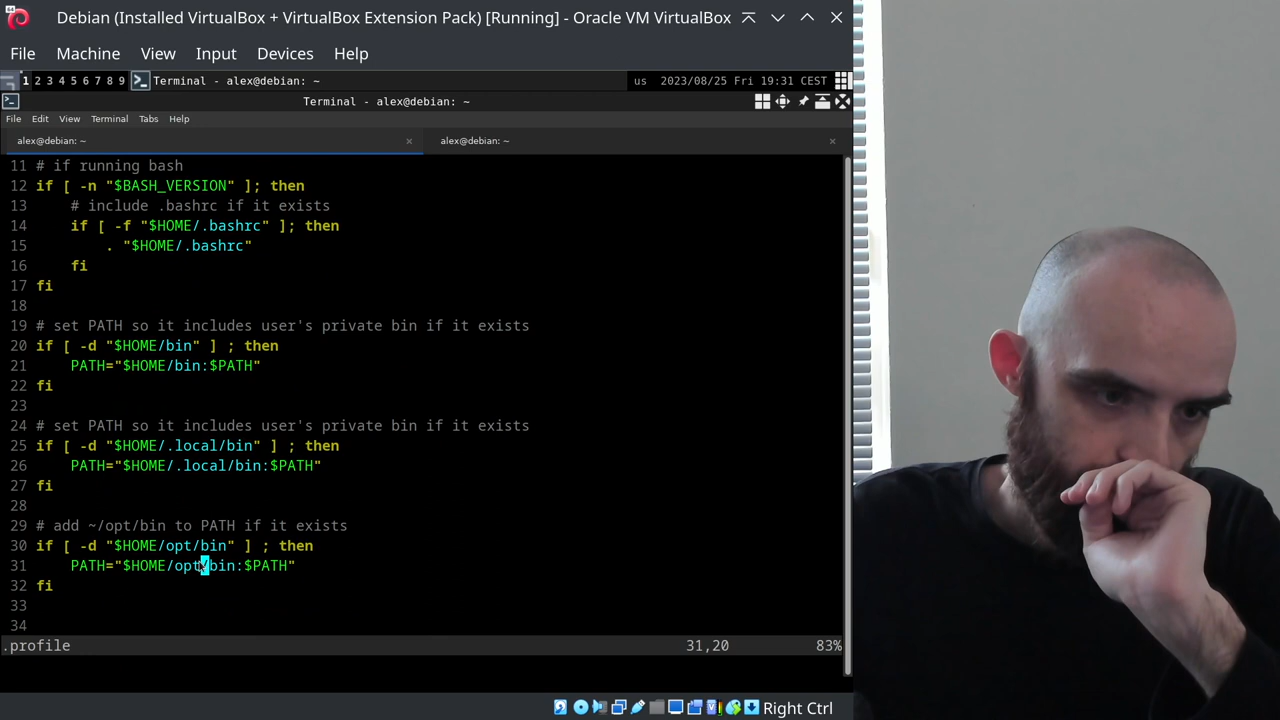 Debian (Installed VirtualBox + VirtualBox Extension Pack) [Running] - Oracle VM VirtualBox
File Machine View Input Devices Help
1 2 3 4 5 6 7 8 9 Terminal - alex@debian: ~ us 2023/08/25 Fri 19:31 CEST
Terminal - alex@debian: ~
File Edit View Terminal Tabs Help
alex@debian: ~ alex@debian: ~
11 # if running bash
12 if [ -n "$BASH_VERSION" ]; then
13     # include .bashrc if it exists
14     if [ -f "$HOME/.bashrc" ]; then
15         . "$HOME/.bashrc"
16     fi
17 fi
18
19 # set PATH so it includes user's private bin if it exists
20 if [ -d "$HOME/bin" ] ; then
21     PATH="$HOME/bin:$PATH"
22 fi
23
24 # set PATH so it includes user's private bin if it exists
25 if [ -d "$HOME/.local/bin" ] ; then
26     PATH="$HOME/.local/bin:$PATH"
27 fi
28
29 # add ~/opt/bin to PATH if it exists
30 if [ -d "$HOME/opt/bin" ] ; then
31     PATH="$HOME/opt/bin:$PATH"
32 fi
33
34
.profile 31,20 83%
Right Ctrl